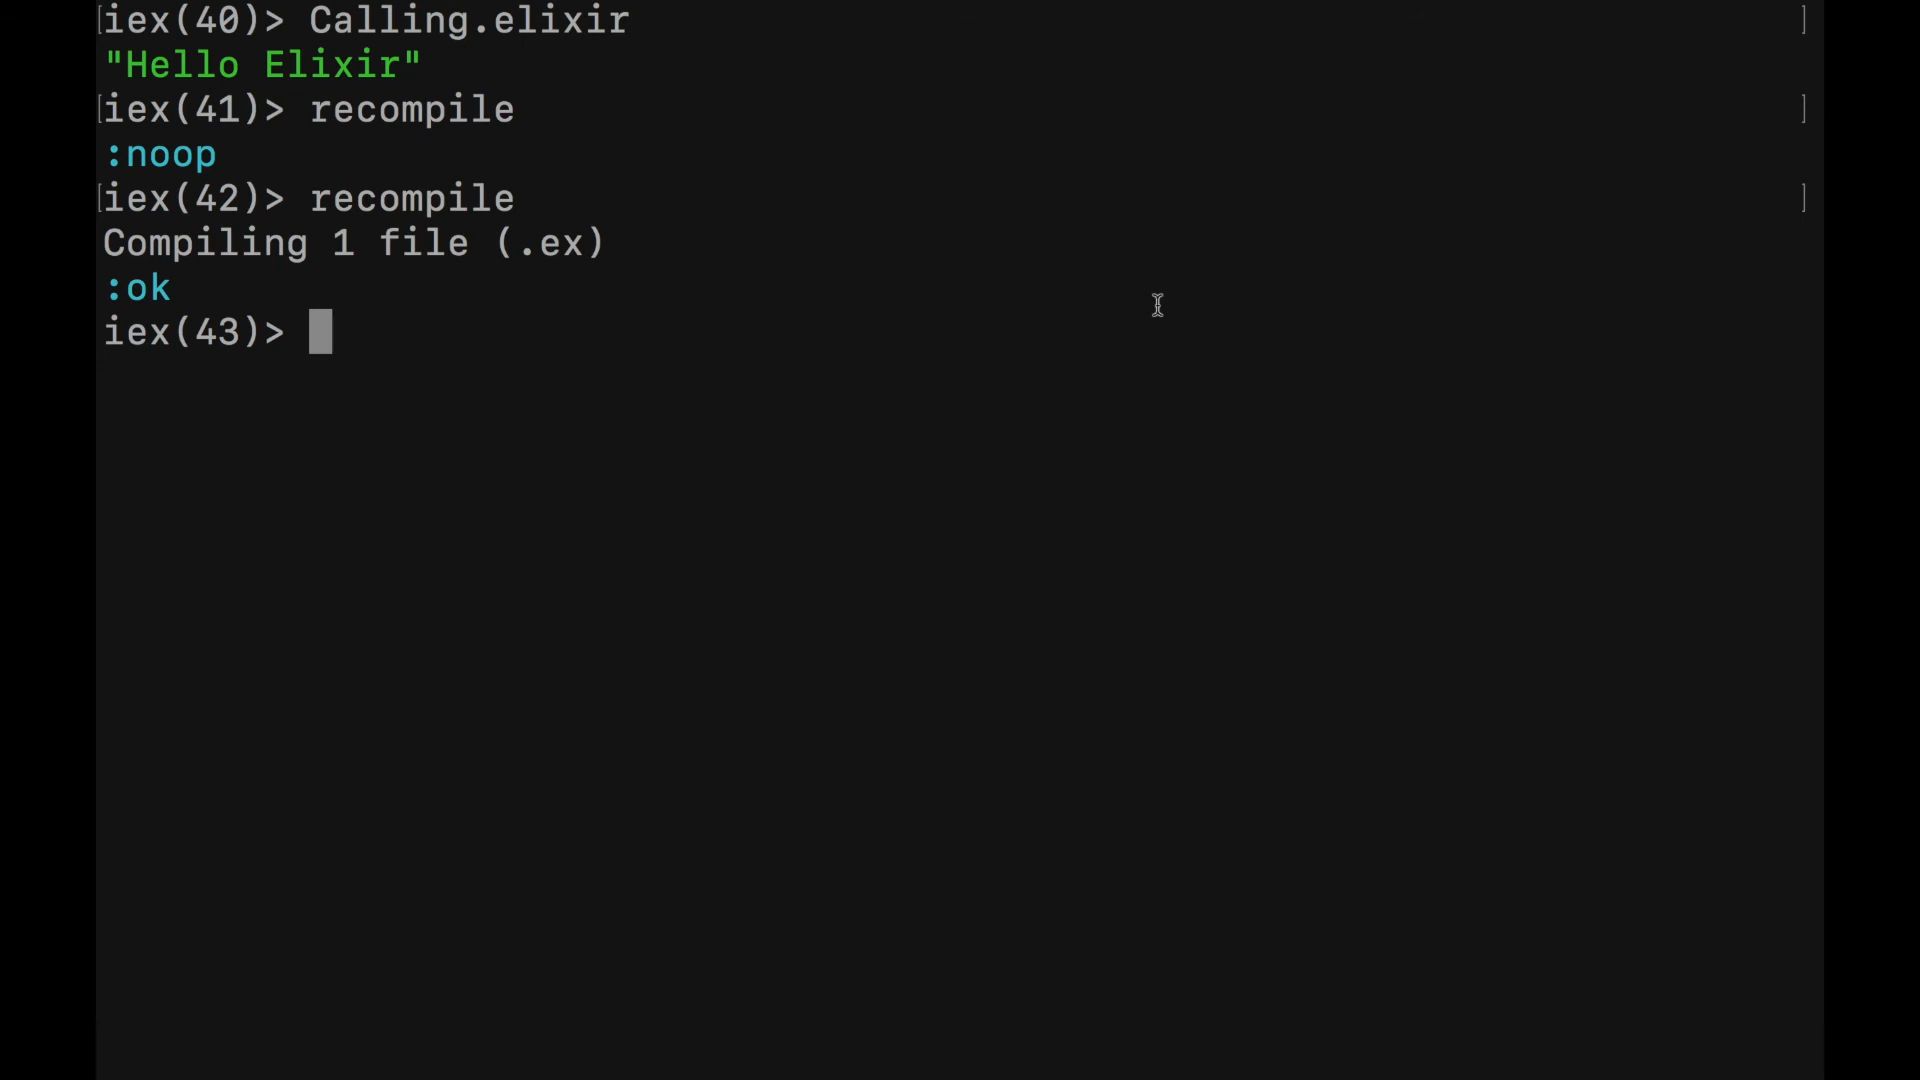 [iex(40)> Calling.elixir ]
"Hello Elixir"
[iex(41)> recompile ]
:noop
[iex(42)> recompile ]
Compiling 1 file (.ex)
:ok
iex(43)>